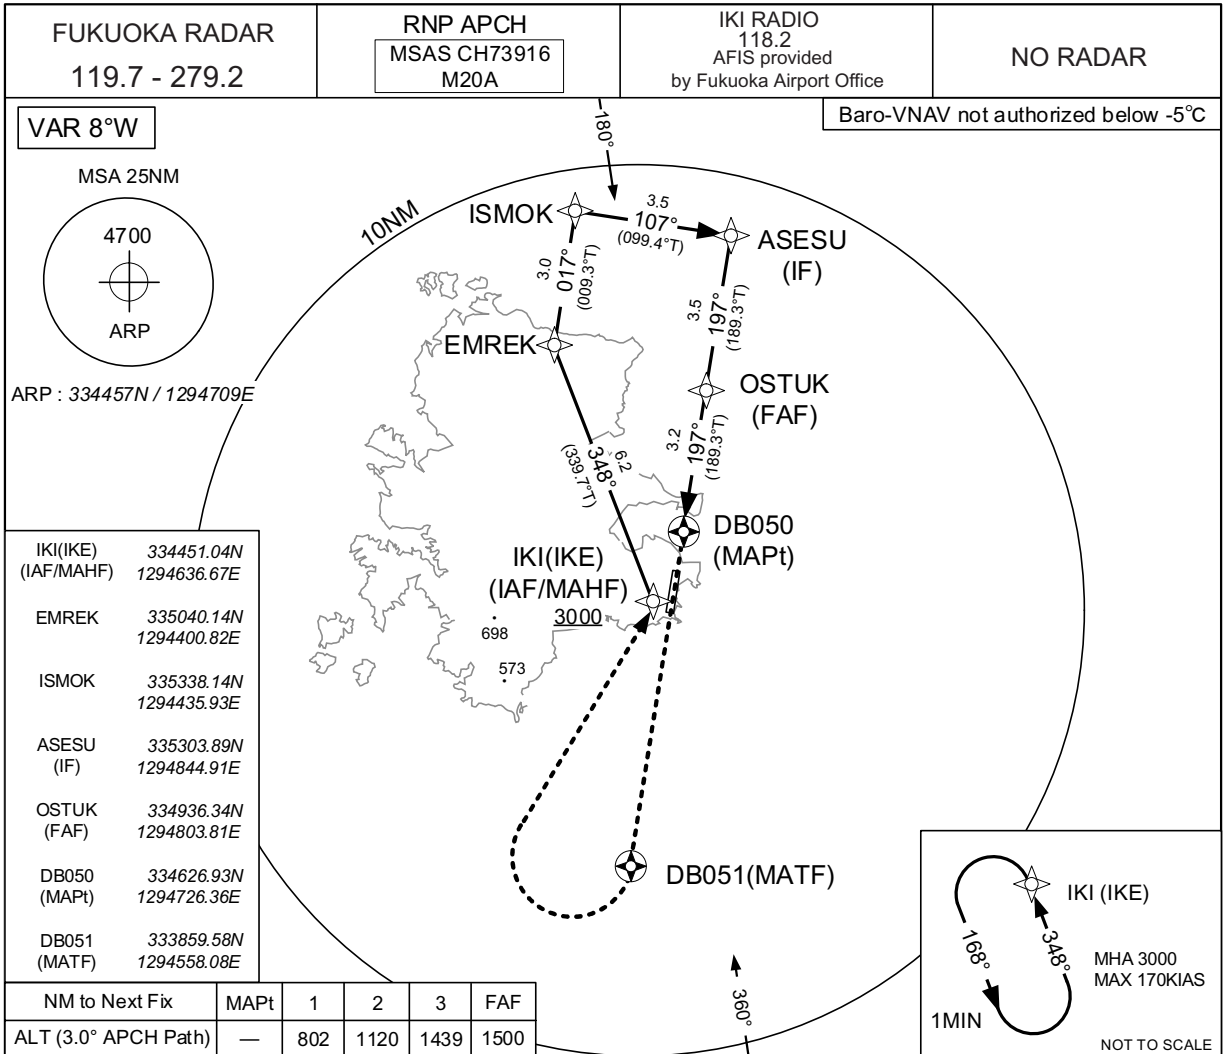 FUKUOKA RADAR
119.7 - 279.2
RNP APCH
MSAS CH73916
M20A
IKI RADIO
118.2
AFIS provided
by Fukuoka Airport Office
NO RADAR
Baro-VNAV not authorized below -5°C
VAR 8°W
MSA 25NM
4700
ARP
ARP : 334457N / 1294709E
10NM
180°
ISMOK
3.5
107°
(099.4°T)
ASESU
(IF)
3.0
017°
(009.3°T)
3.5
197°
(189.3°T)
EMREK
OSTUK
(FAF)
3.2
197°
(189.3°T)
6.2
348°
(339.7°T)
DB050
(MAPt)
IKI(IKE)
(IAF/MAHF)
3000
698
573
DB051(MATF)
360°
IKI(IKE) 334451.04N
(IAF/MAHF) 1294636.67E
EMREK 335040.14N
1294400.82E
ISMOK 335338.14N
1294435.93E
ASESU 335303.89N
(IF) 1294844.91E
OSTUK 334936.34N
(FAF) 1294803.81E
DB050 334626.93N
(MAPt) 1294726.36E
DB051 333859.58N
(MATF) 1294558.08E
NM to Next Fix MAPt 1 2 3 FAF
ALT (3.0° APCH Path) — 802 1120 1439 1500
IKI (IKE)
168°
348°
MHA 3000
MAX 170KIAS
1MIN
NOT TO SCALE